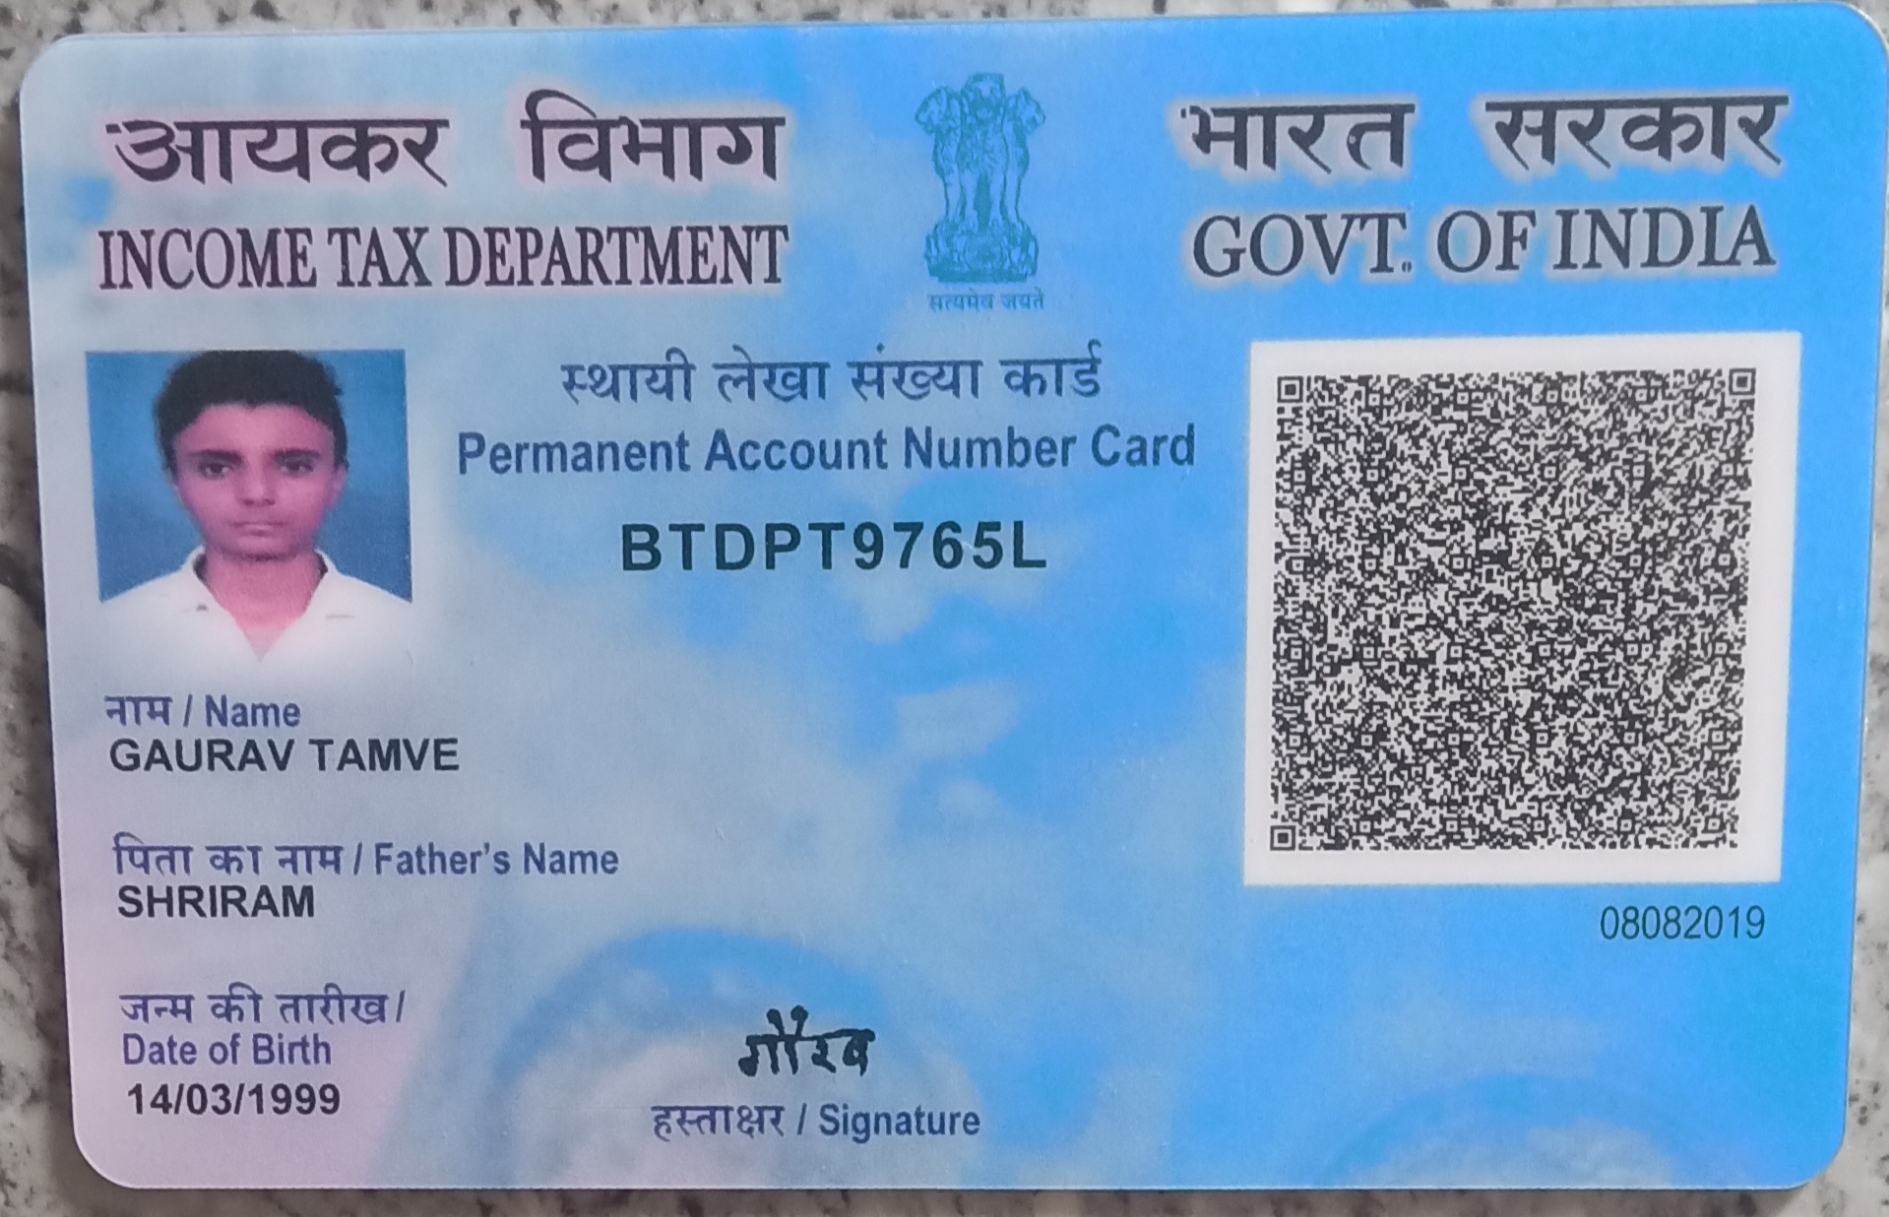 आयकर विभाग
INCOME TAX DEPARTMENT
सत्यमेव जयते
भारत सरकार
GOVT. OF INDIA
स्थायी लेखा संख्या कार्ड
Permanent Account Number Card
BTDPT9765L
नाम / Name
GAURAV TAMVE
पिता का नाम / Father's Name
SHRIRAM
08082019
जन्म की तारीख /
Date of Birth
14/03/1999
गौरव
हस्ताक्षर / Signature